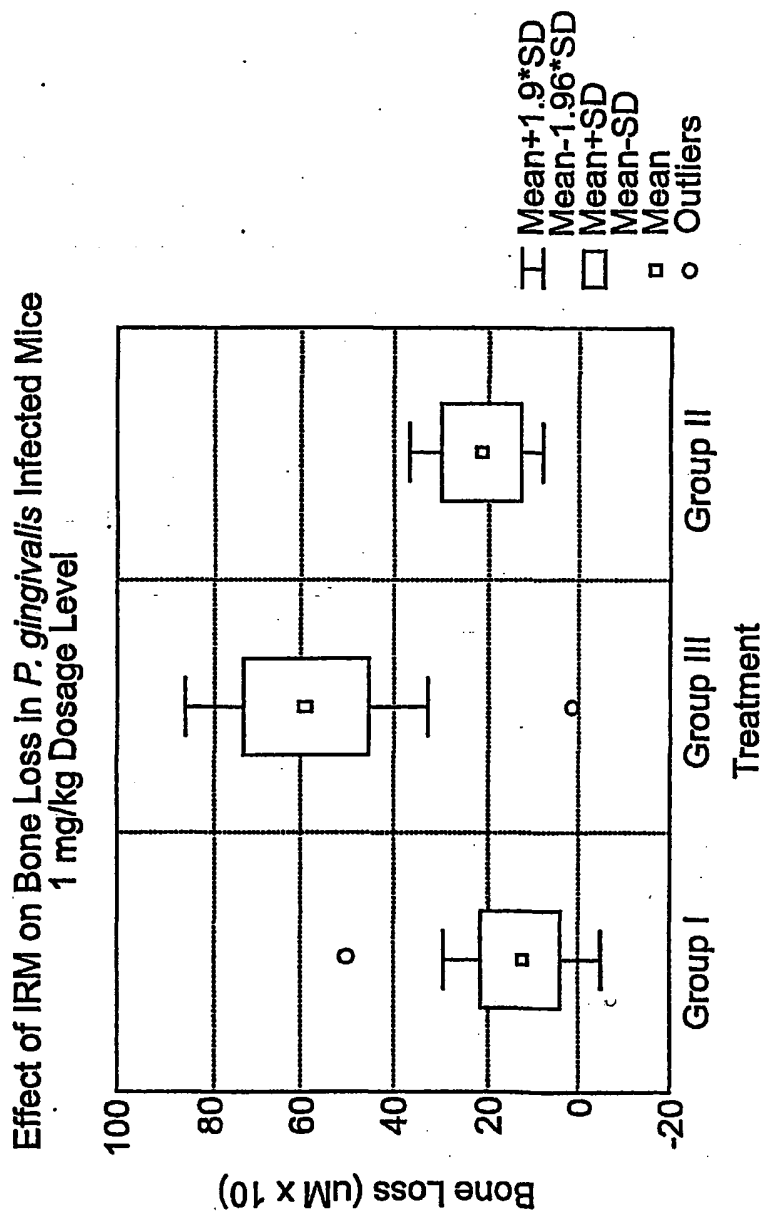 Effect of IRM on Bone Loss in P. gingivalis Infected Mice
1 mg/kg Dosage Level
Bone Loss (uM x 10)
100
80
60
40
20
0
-20
Group I
Group III
Group II
Treatment
Mean+1.9*SD
Mean-1.96*SD
Mean+SD
Mean-SD
Mean
Outliers